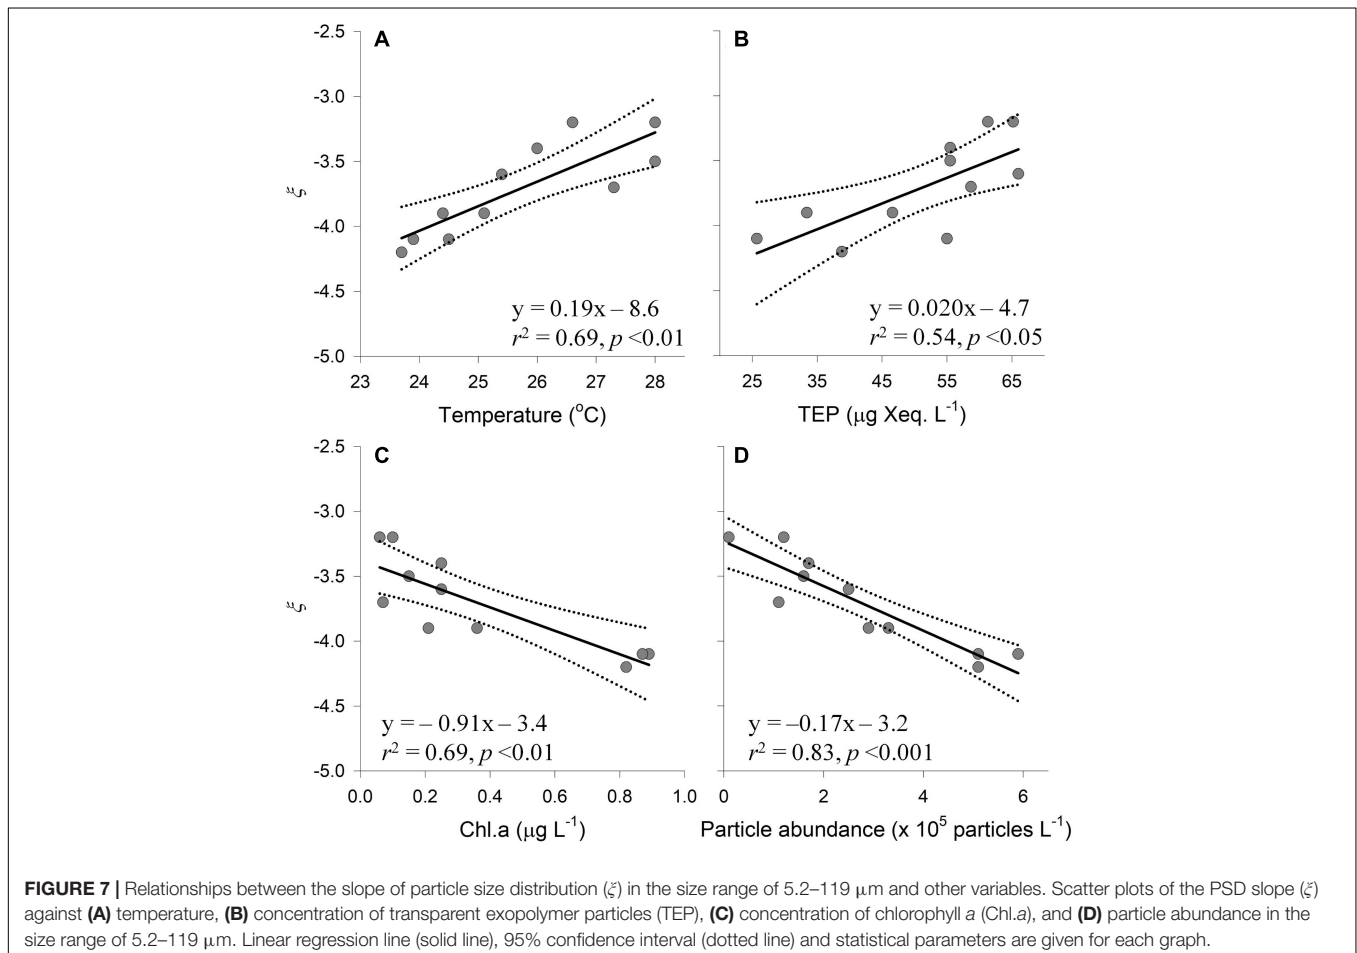 A
B
-2.5
-3.0
-3.5
-4.0
-4.5
-5.0
ξ
y = 0.19x – 8.6
r² = 0.69, p <0.01
y = 0.020x – 4.7
r² = 0.54, p <0.05
23 24 25 26 27 28
25 35 45 55 65
Temperature (°C)
TEP (μg Xeq. L⁻¹)
C
D
-2.5
-3.0
-3.5
-4.0
-4.5
-5.0
ξ
y = – 0.91x – 3.4
r² = 0.69, p <0.01
y = –0.17x – 3.2
r² = 0.83, p <0.001
0.0 0.2 0.4 0.6 0.8 1.0
0 2 4 6
Chl.a (μg L⁻¹)
Particle abundance (x 10⁵ particles L⁻¹)
FIGURE 7 | Relationships between the slope of particle size distribution (ξ) in the size range of 5.2–119 μm and other variables. Scatter plots of the PSD slope (ξ)
against (A) temperature, (B) concentration of transparent exopolymer particles (TEP), (C) concentration of chlorophyll a (Chl.a), and (D) particle abundance in the
size range of 5.2–119 μm. Linear regression line (solid line), 95% confidence interval (dotted line) and statistical parameters are given for each graph.